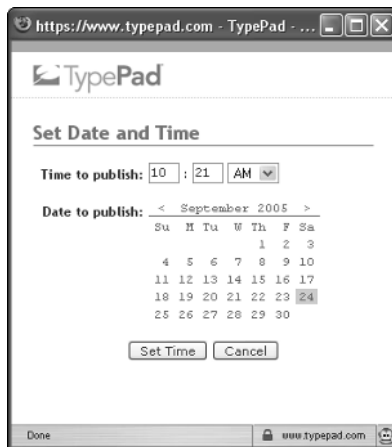 https://www.typepad.com - TypePad - ...
TypePad
Set Date and Time
Time to publish: 10 : 21 AM
Date to publish: < September 2005 >
Su M Tu W Th F Sa
1 2 3
4 5 6 7 8 9 10
11 12 13 14 15 16 17
18 19 20 21 22 23 24
25 26 27 28 29 30
Set Time Cancel
Done www.typepad.com